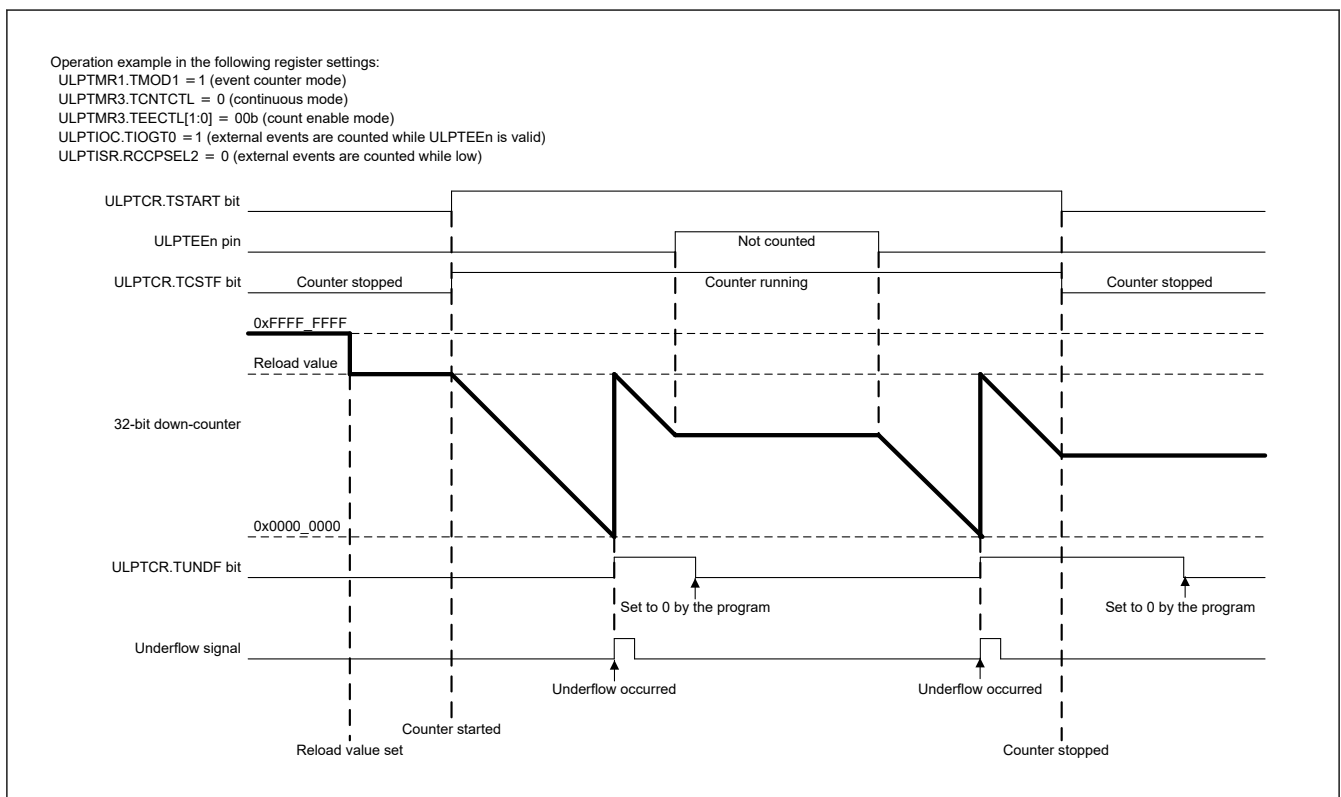 Operation example in the following register settings:
ULPTMR1.TMOD1 = 1 (event counter mode)
ULPTMR3.TCNTCTL = 0 (continuous mode)
ULPTMR3.TEECTL[1:0] = 00b (count enable mode)
ULPTIOC.TIOGT0 = 1 (external events are counted while ULPTEEn is valid)
ULPTISR.RCCPSEL2 = 0 (external events are counted while low)
ULPTCR.TSTART bit
ULPTEEn pin
Not counted
ULPTCR.TCSTF bit
Counter stopped
Counter running
Counter stopped
0xFFFF_FFFF
Reload value
32-bit down-counter
0x0000_0000
ULPTCR.TUNDF bit
Set to 0 by the program
Set to 0 by the program
Underflow signal
Underflow occurred
Underflow occurred
Counter started
Reload value set
Counter stopped